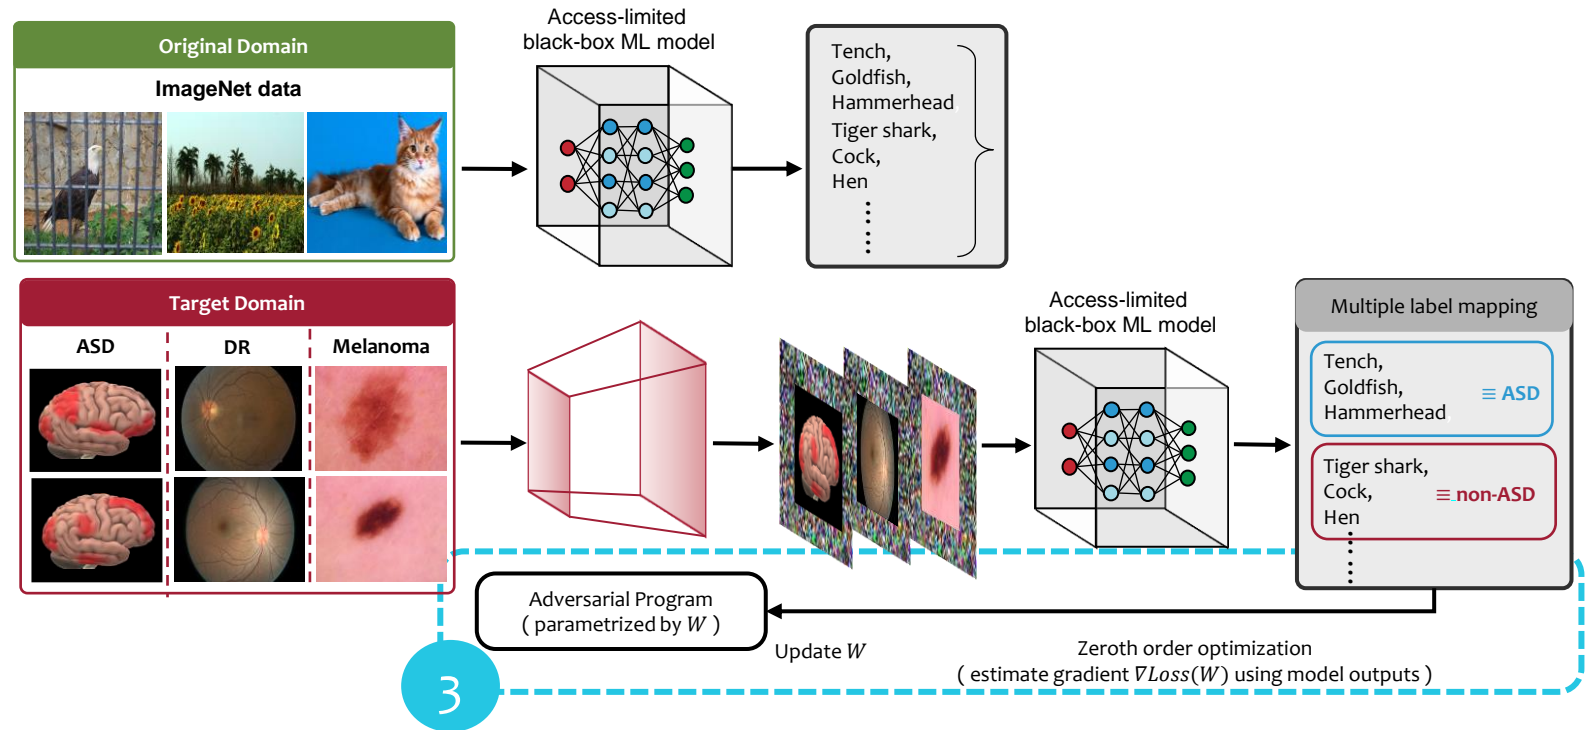 Original Domain
ImageNet data
Access-limited
black-box ML model
Tench,
Goldfish,
Hammerhead,
Tiger shark,
Cock,
Hen
Target Domain
ASD
DR
Melanoma
Access-limited
black-box ML model
Multiple label mapping
Tench,
Goldfish,
Hammerhead,
≡ ASD
Tiger shark,
Cock,
Hen
≡ non-ASD
Adversarial Program
( parametrized by W )
Update W
Zeroth order optimization
( estimate gradient ∇Loss(W) using model outputs )
3